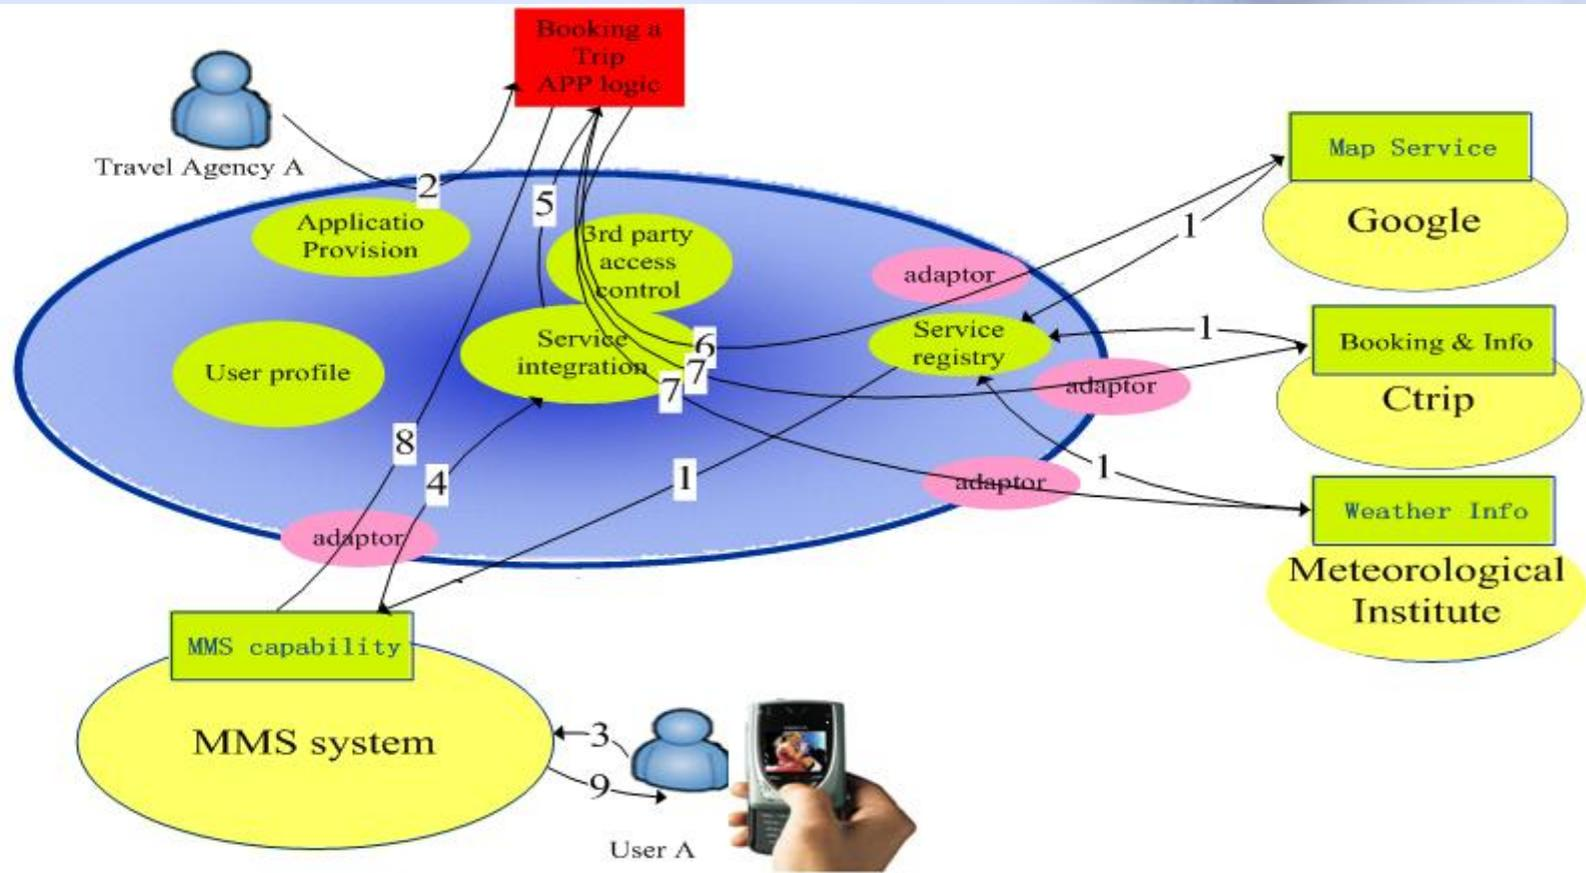 Booking a
Trip
APP logic
Travel Agency A
2
5
Applicatio
Provision
3rd party
access
control
adaptor
Map Service
Google
1
User profile
Service
integration
6
7
7
Service
registry
1
Booking & Info
Ctrip
adaptor
8
4
1
adaptor
1
Weather Info
Meteorological
Institute
adaptor
MMS capability
MMS system
3
9
User A